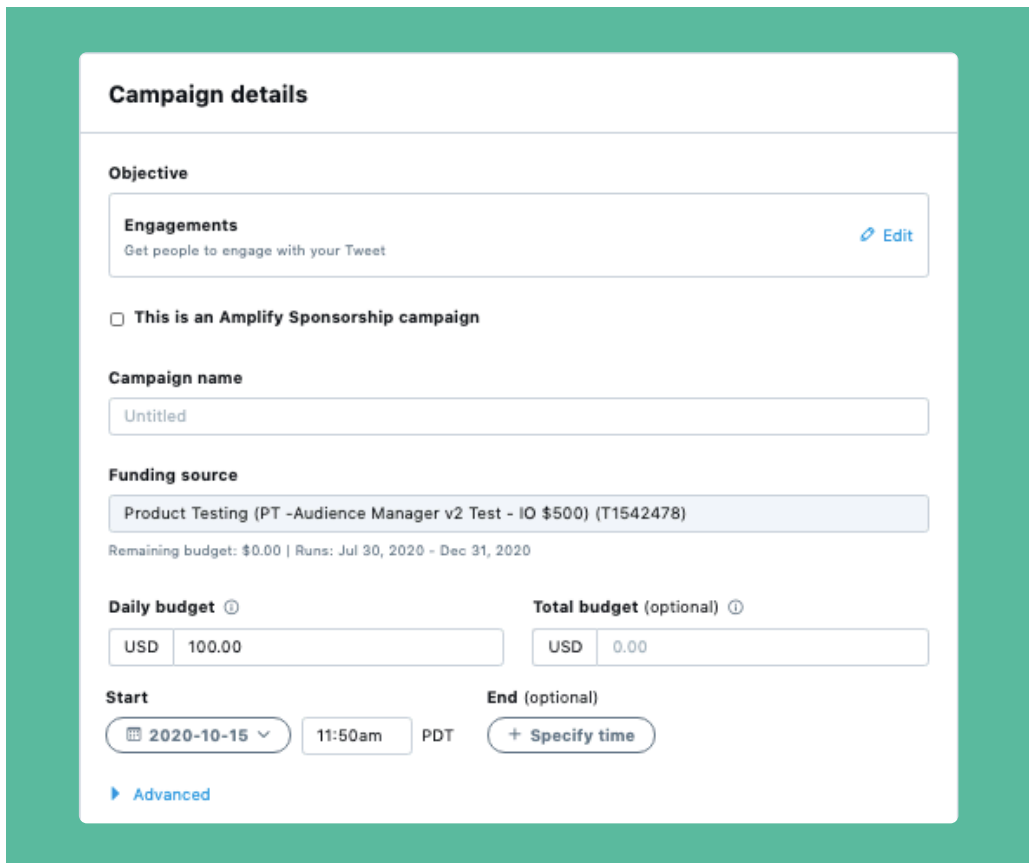 Campaign details
Objective
Engagements
Get people to engage with your Tweet
Edit
This is an Amplify Sponsorship campaign
Campaign name
Untitled
Funding source
Product Testing (PT -Audience Manager v2 Test - IO $500) (T1542478)
Remaining budget: $0.00 | Runs: Jul 30, 2020 - Dec 31, 2020
Daily budget Total budget (optional)
USD 100.00 USD 0.00
Start End (optional)
2020-10-15 11:50am PDT + Specify time
Advanced